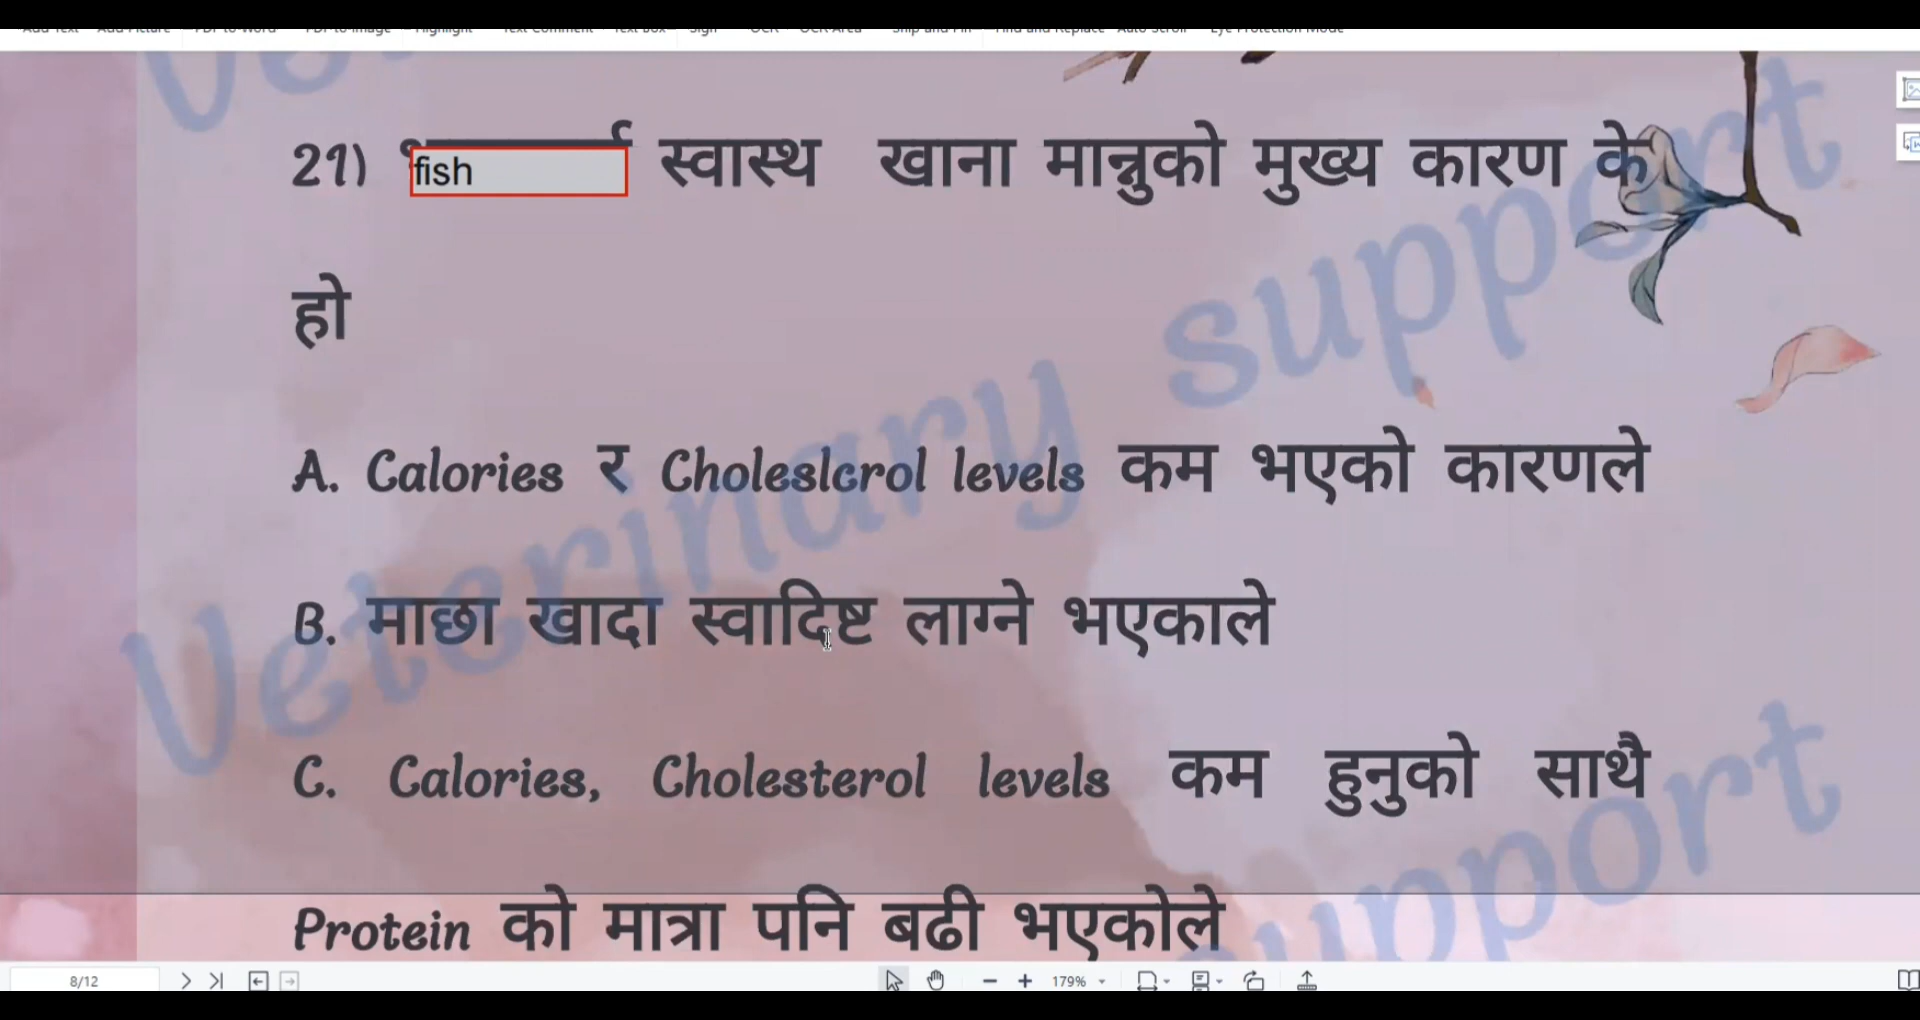 Veterinary support
21) fish स्वास्थ खाना मान्नुको मुख्य कारण के
हो
A. Calories र Choleslcrol levels कम भएको कारणले
B. माछा खादा स्वादिष्ट लाग्ने भएकाले
C. Calories, Cholesterol levels कम हुनुको साथै
Protein को मात्रा पनि बढी भएकोले
support
8/12
179%